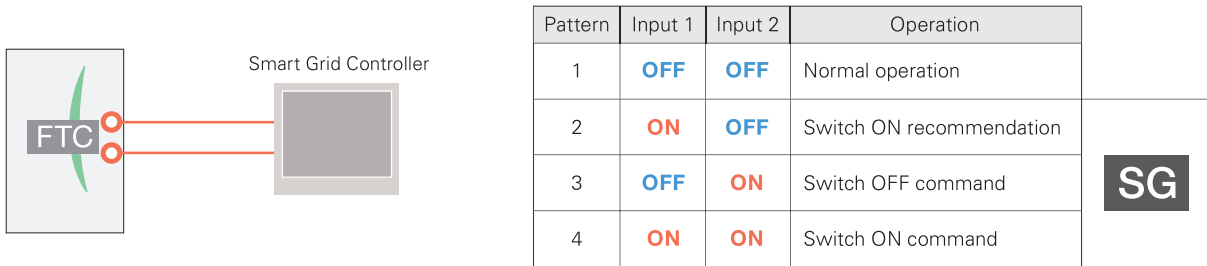 Smart Grid Controller
FTC
Pattern Input 1 Input 2 Operation
1 OFF OFF Normal operation
2 ON OFF Switch ON recommendation
3 OFF ON Switch OFF command
4 ON ON Switch ON command
SG